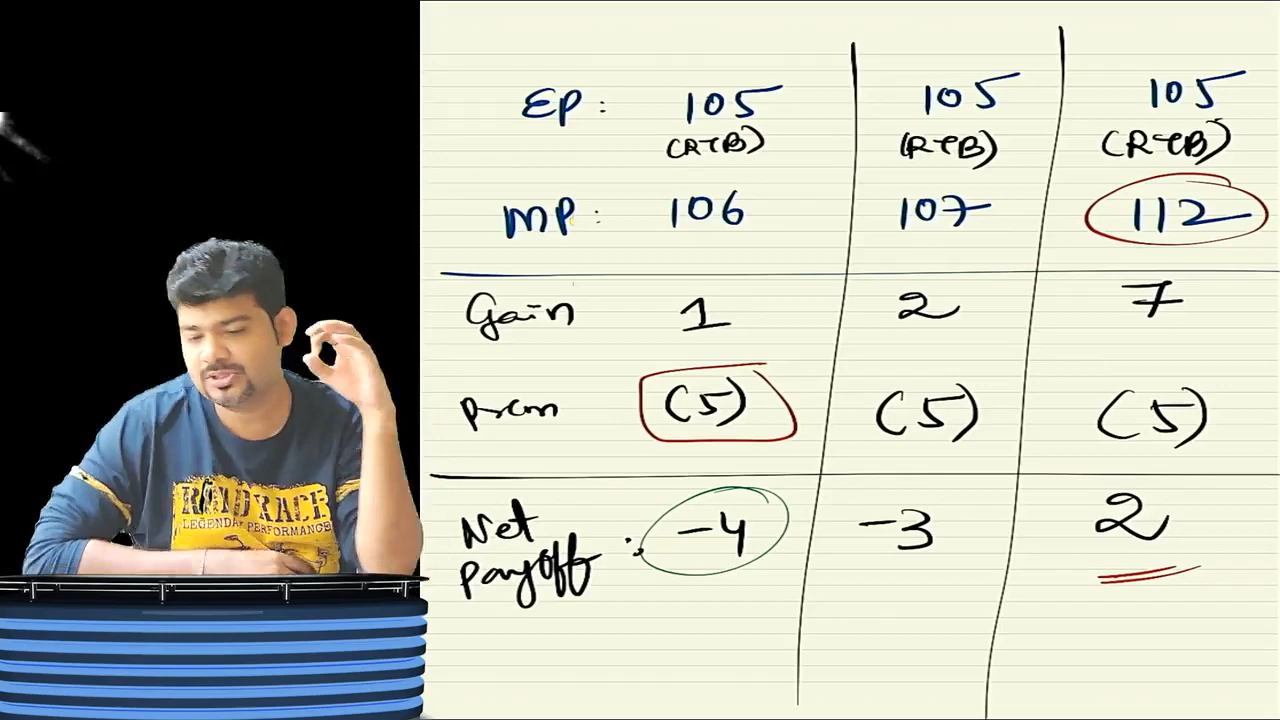 EP: 105 105 105
(RTB) (RTB) (RTB)
MP: 106 107 112
Gain 1 2 7
Prem (5) (5) (5)
Net Payoff: -4 -3 2
RACE
LEGENDARY PERFORMANCE